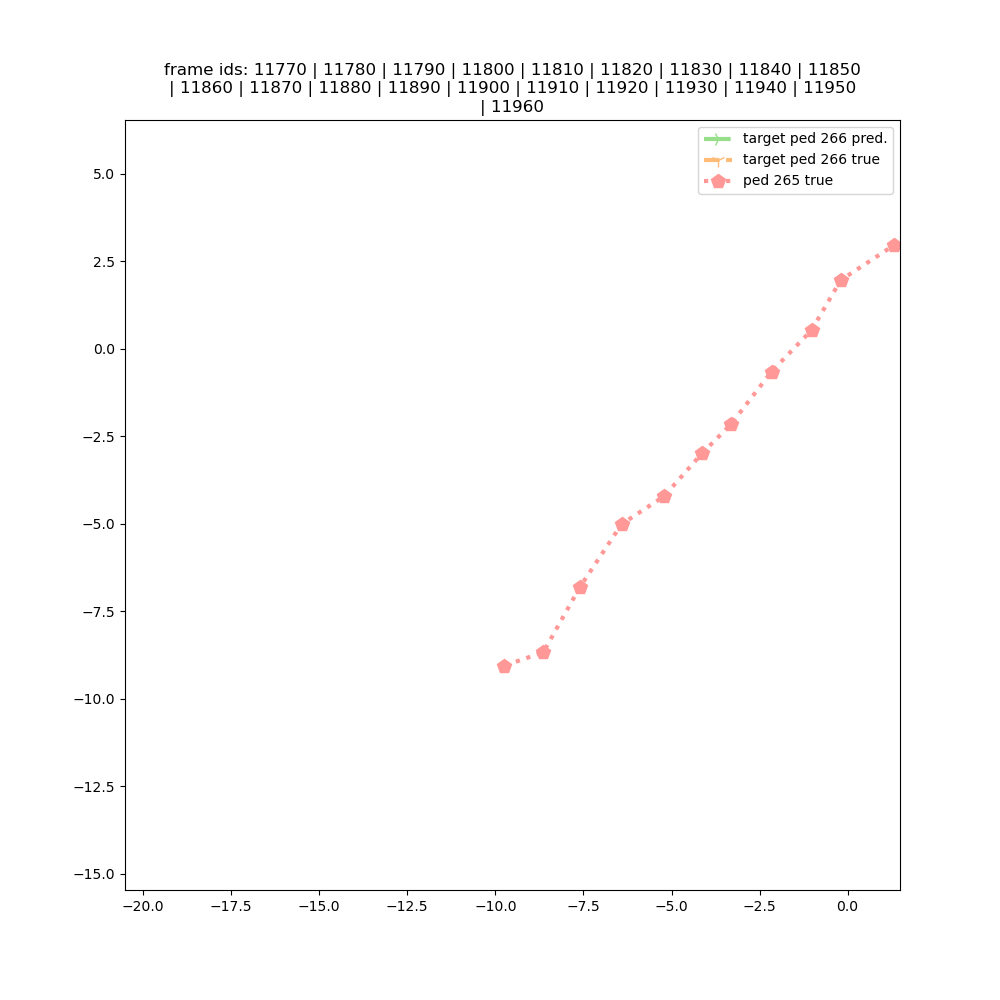 frame ids: 11770 | 11780 | 11790 | 11800 | 11810 | 11820 | 11830 | 11840 | 11850
| 11860 | 11870 | 11880 | 11890 | 11900 | 11910 | 11920 | 11930 | 11940 | 11950
| 11960
target ped 266 pred.
target ped 266 true
ped 265 true
5.0
2.5
0.0
−2.5
−5.0
−7.5
−10.0
−12.5
−15.0
−20.0 −17.5 −15.0 −12.5 −10.0 −7.5 −5.0 −2.5 0.0